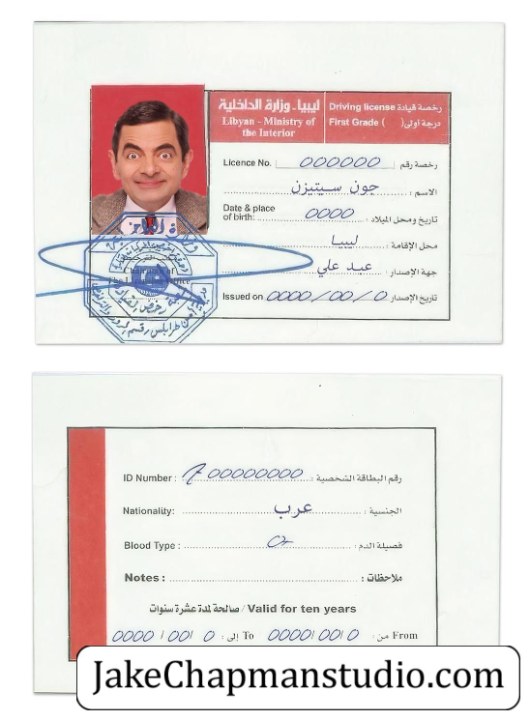 ليبيا - وزارة الداخلية
Libyan - Ministry of
the Interior
رخصة قيادة Driving license
First Grade ( )درجة اولى
Licence No. 000000 رخصة رقم
الاسم : جون سيتيزن
Date & place
of birth: 0000 تاريخ ومحل الميلاد :
محل الإقامة : ليبيا
جهة الإصدار : عبد علي
Issued on 0000/00/0 تاريخ الإصدار
ID Number : 00000000 رقم البطاقة الشخصية :
Nationality: عرب الجنسية :
Blood Type : فصيلة الدم :
Notes : ملاحظات :
صالحة لمدة عشرة سنوات / Valid for ten years
0000 / 00 / 0 إلى : To 0000/ 00/ 0 من : From
JakeChapmanstudio.com